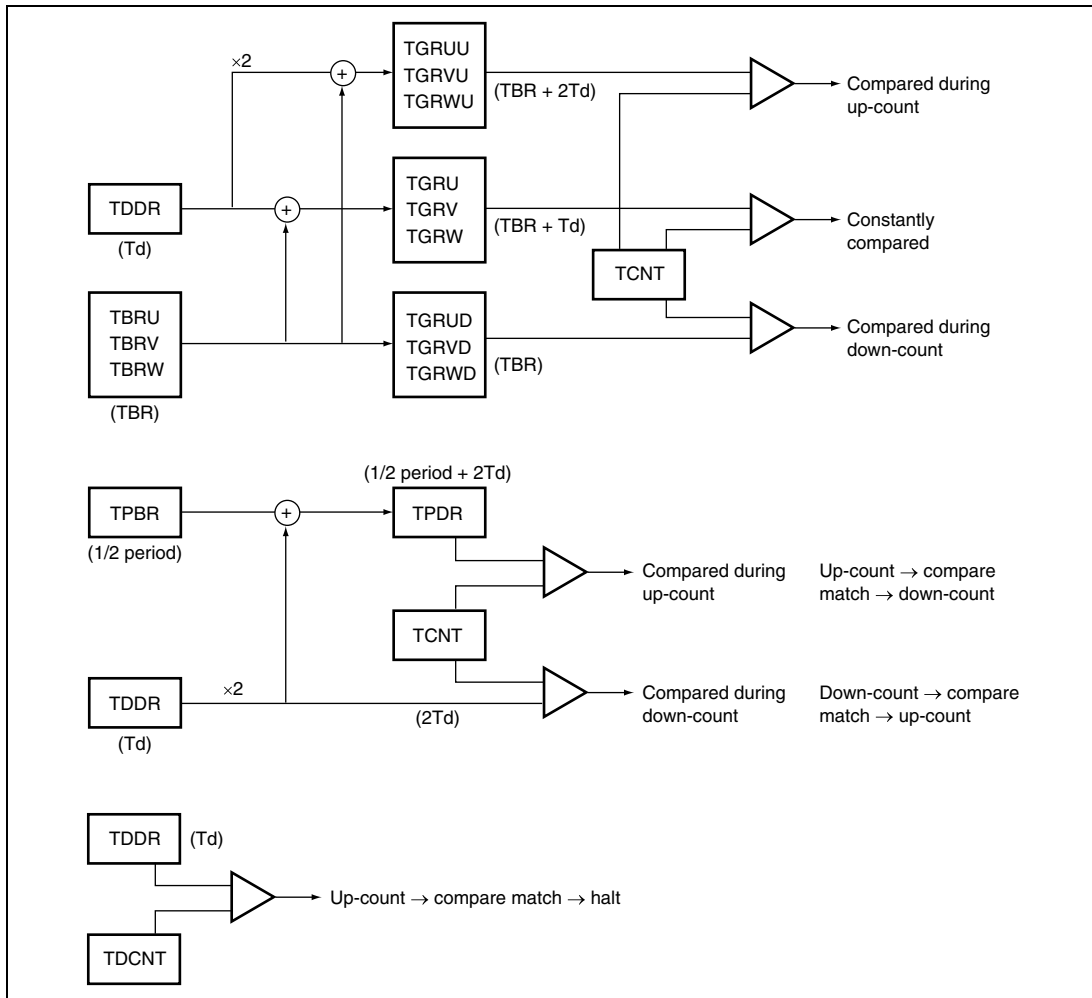 ×2
+
TGRUU
TGRVU
TGRWU
(TBR + 2Td)
Compared during
up-count
TDDR
(Td)
+
TGRU
TGRV
TGRW
(TBR + Td)
Constantly
compared
TCNT
TBRU
TBRV
TBRW
(TBR)
TGRUD
TGRVD
TGRWD
(TBR)
Compared during
down-count
(1/2 period + 2Td)
TPBR
(1/2 period)
+
TPDR
Compared during
up-count
Up-count → compare
match → down-count
TCNT
TDDR
(Td)
×2
(2Td)
Compared during
down-count
Down-count → compare
match → up-count
TDDR
(Td)
Up-count → compare match → halt
TDCNT